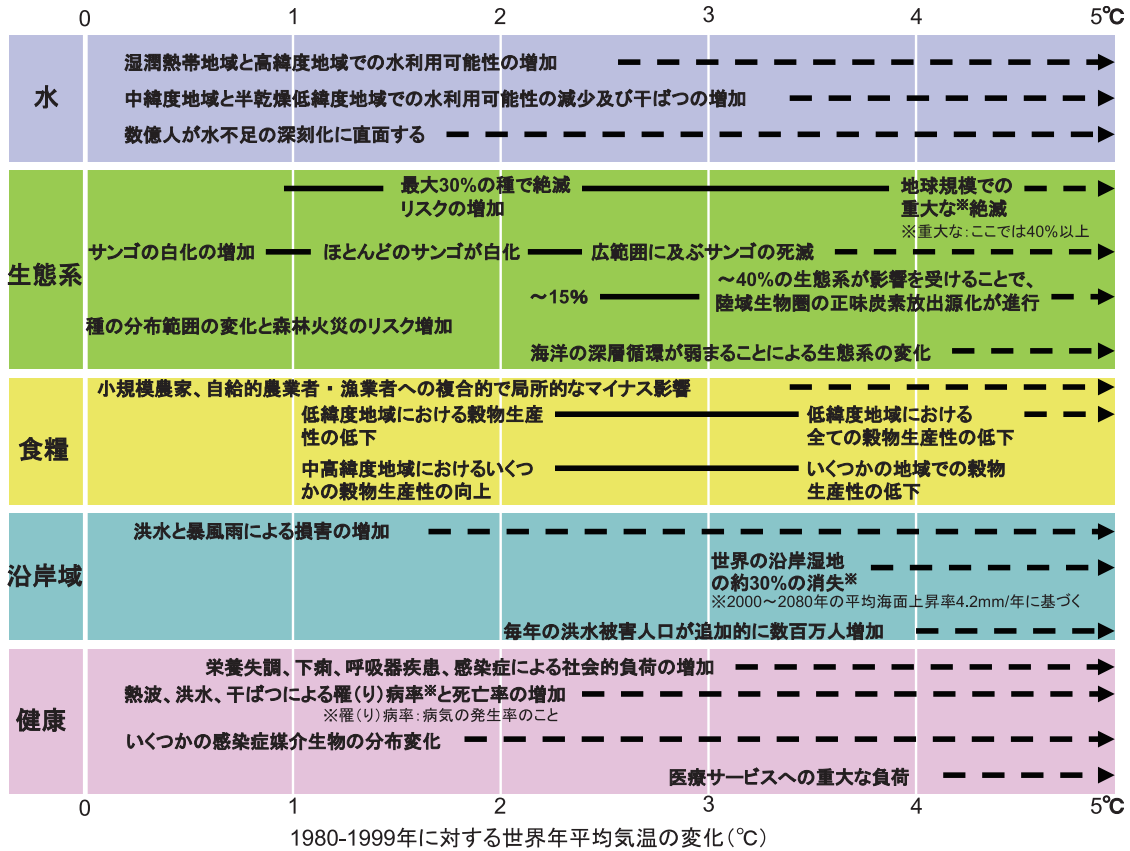 0 1 2 3 4 5℃
水
湿潤熱帯地域と高緯度地域での水利用可能性の増加
中緯度地域と半乾燥低緯度地域での水利用可能性の減少及び干ばつの増加
数億人が水不足の深刻化に直面する
生態系
最大30%の種で絶滅
リスクの増加
地球規模での
重大な※絶滅
※重大な：ここでは40%以上
サンゴの白化の増加 ほとんどのサンゴが白化 広範囲に及ぶサンゴの死滅
～15%
～40%の生態系が影響を受けることで、
陸域生物圏の正味炭素放出源化が進行
種の分布範囲の変化と森林火災のリスク増加
海洋の深層循環が弱まることによる生態系の変化
食糧
小規模農家、自給的農業者・漁業者への複合的で局所的なマイナス影響
低緯度地域における穀物生産
性の低下
低緯度地域における
全ての穀物生産性の低下
中高緯度地域におけるいくつ
かの穀物生産性の向上
いくつかの地域での穀物
生産性の低下
沿岸域
洪水と暴風雨による損害の増加
世界の沿岸湿地
の約30%の消失※
※2000～2080年の平均海面上昇率4.2mm/年に基づく
毎年の洪水被害人口が追加的に数百万人増加
健康
栄養失調、下痢、呼吸器疾患、感染症による社会的負荷の増加
熱波、洪水、干ばつによる罹（り）病率※と死亡率の増加
※罹（り）病率：病気の発生率のこと
いくつかの感染症媒介生物の分布変化
医療サービスへの重大な負荷
0 1 2 3 4 5℃
1980-1999年に対する世界年平均気温の変化（℃）